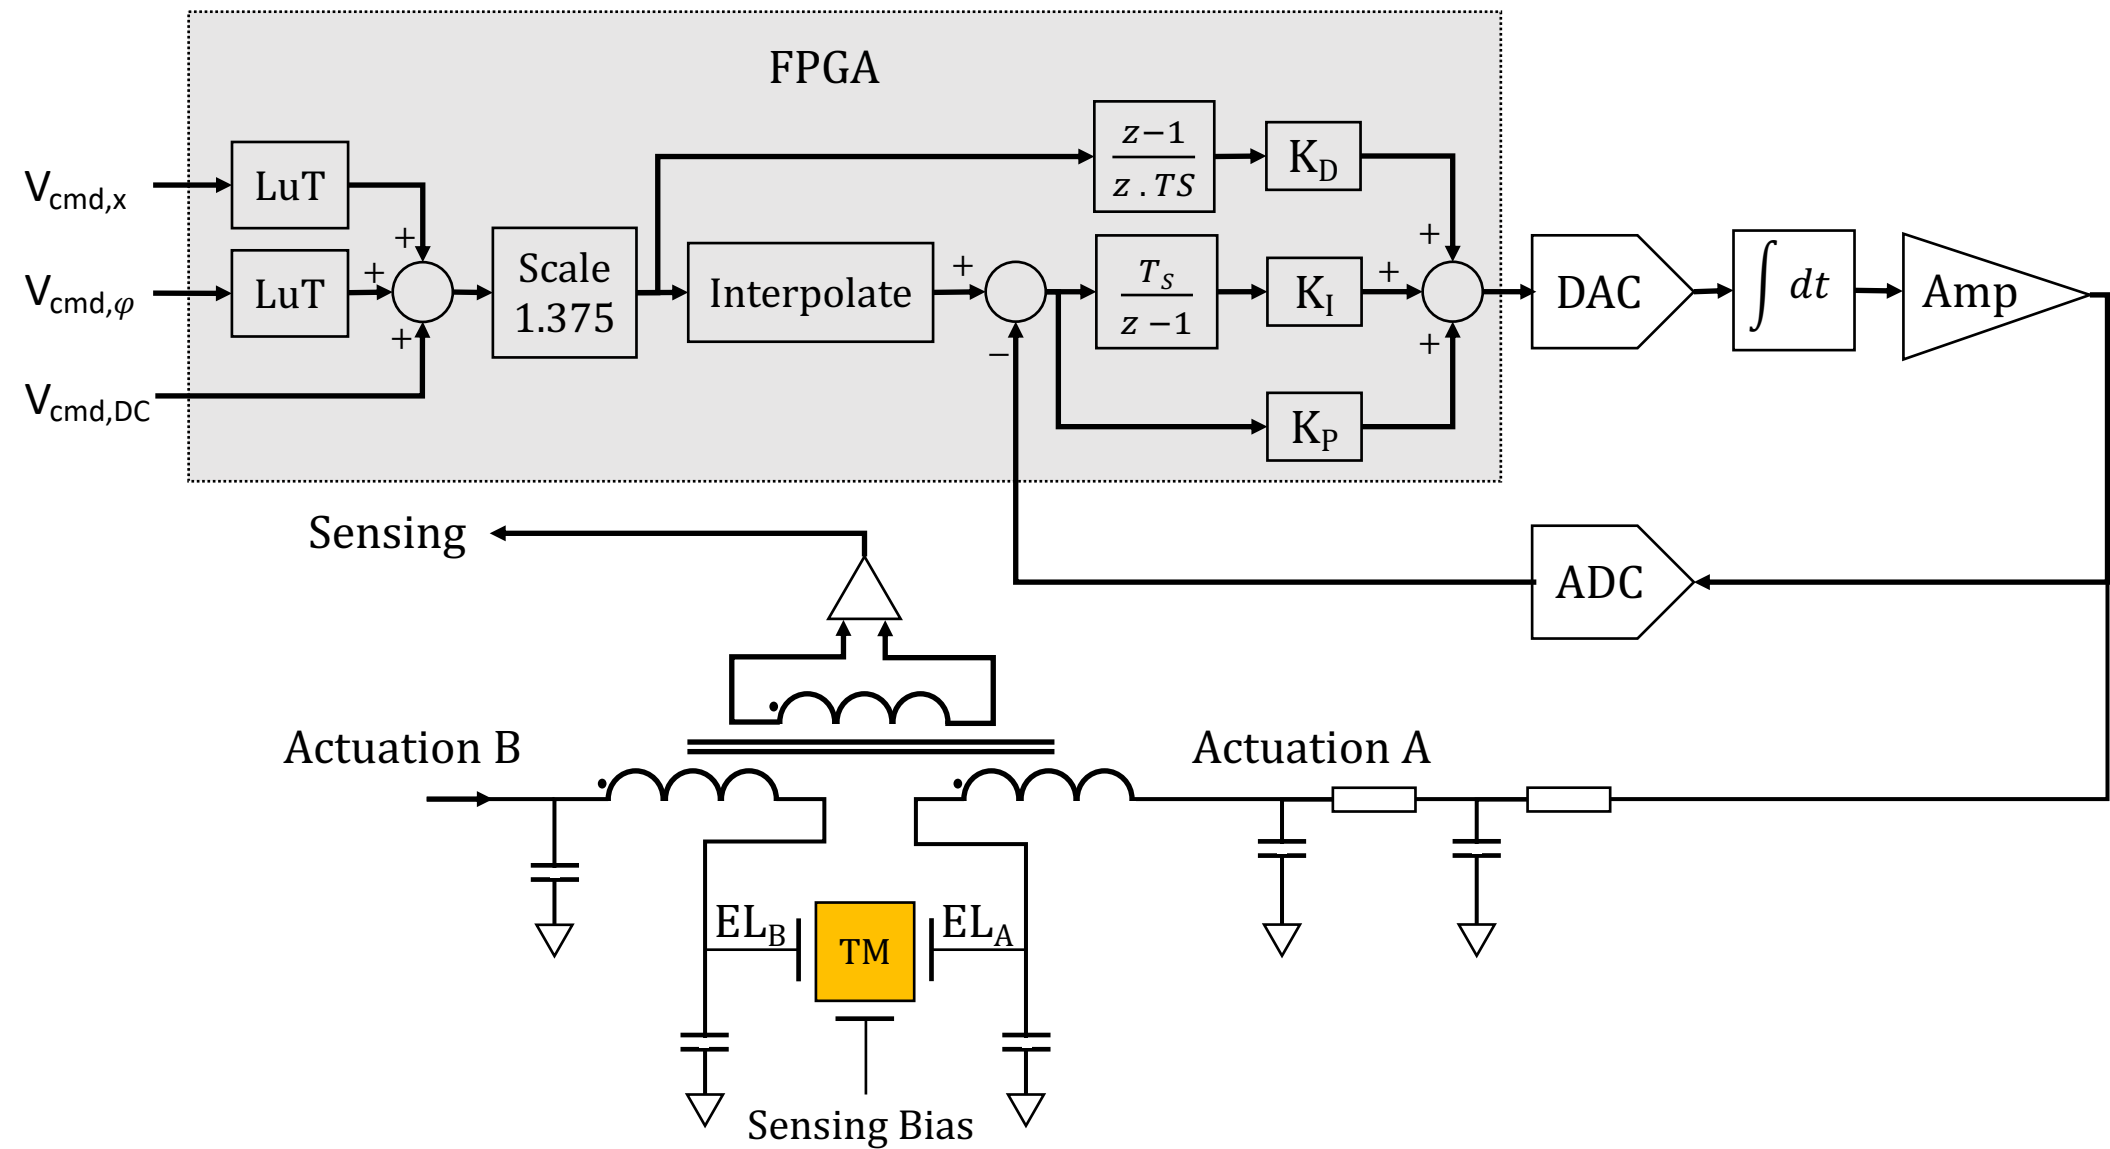 FPGA
V_cmd,x
LuT
+
V_cmd,φ
LuT
+
V_cmd,DC
+
Scale
1.375
Interpolate
+
−
z−1
z . TS
K_D
T_s
z −1
K_I
K_P
+
+
+
DAC
∫ dt
Amp
Sensing
ADC
Actuation B
Actuation A
EL_B
TM
EL_A
Sensing Bias